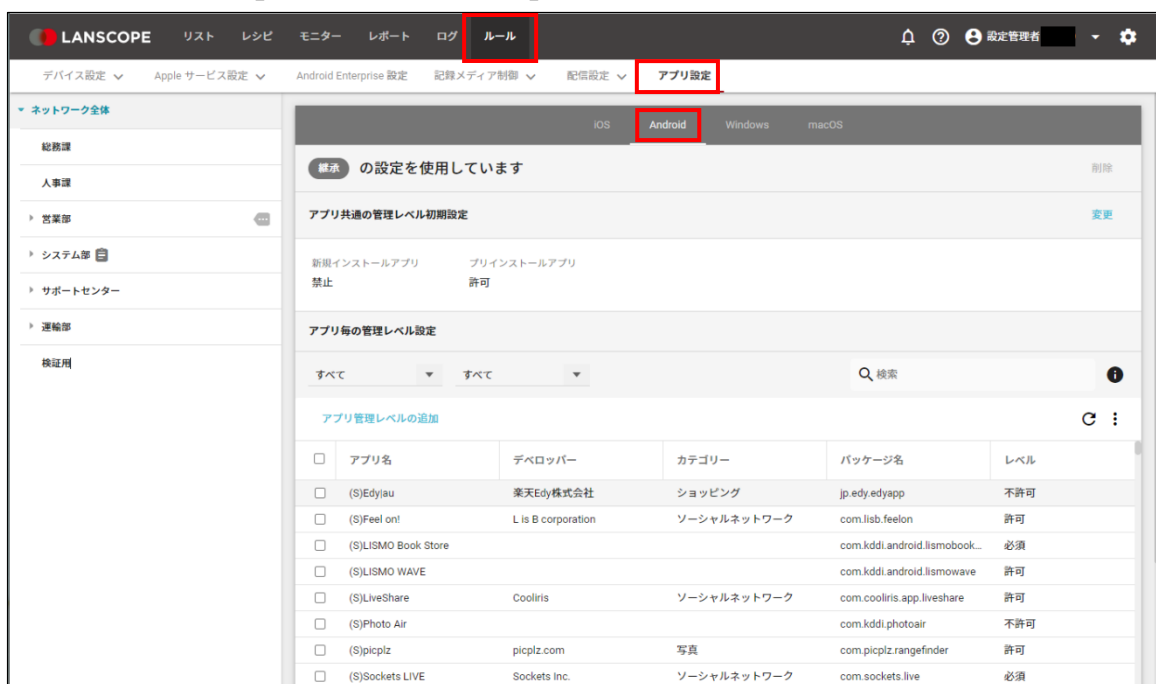 LANSCOPE リスト レシピ モニター レポート ログ ルール 設定管理者
デバイス設定 Apple サービス設定 Android Enterprise 設定 記録メディア制御 配信設定 アプリ設定
ネットワーク全体
総務課
人事課
営業部
システム部
サポートセンター
運輸部
検証用
iOS Android Windows macOS
継承 の設定を使用しています 削除
アプリ共通の管理レベル初期設定 変更
新規インストールアプリ プリインストールアプリ
禁止 許可
アプリ毎の管理レベル設定
すべて すべて 検索
アプリ管理レベルの追加
アプリ名 デベロッパー カテゴリー パッケージ名 レベル
(S)Edy|au 楽天Edy株式会社 ショッピング jp.edy.edyapp 不許可
(S)Feel on! L is B corporation ソーシャルネットワーク com.lisb.feelon 許可
(S)LISMO Book Store com.kddi.android.lismobook... 必須
(S)LISMO WAVE com.kddi.android.lismowave 許可
(S)LiveShare Cooliris ソーシャルネットワーク com.cooliris.app.liveshare 許可
(S)Photo Air com.kddi.photoair 不許可
(S)picplz picplz.com 写真 com.picplz.rangefinder 許可
(S)Sockets LIVE Sockets Inc. ソーシャルネットワーク com.sockets.live 必須